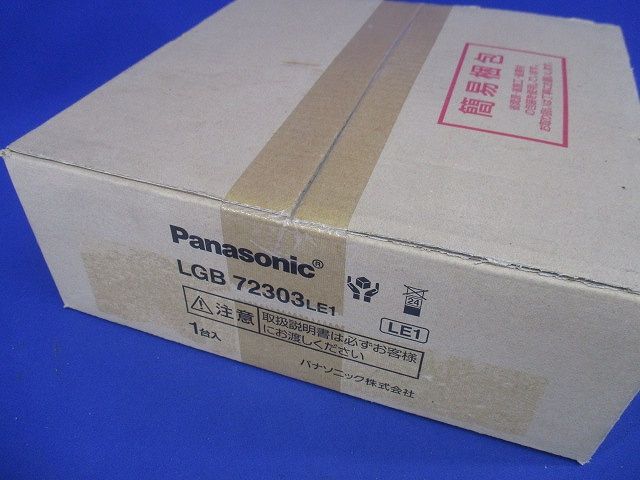 簡易梱包
Panasonic®
LGB 72303LE1
24
LE1
注意
取扱説明書は必ずお客様
にお渡しください
1台入
パナソニック株式会社